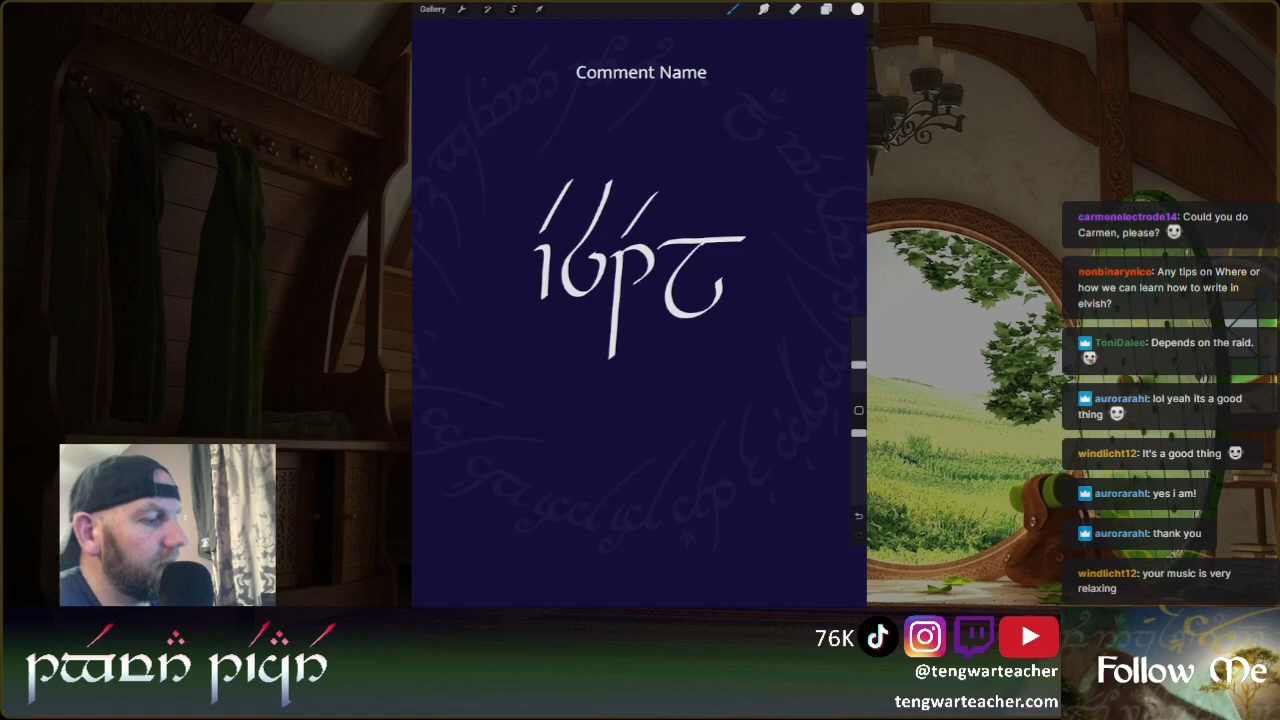 Gallery
Comment Name
carmenelectrode14: Could you do
Carmen, please?
nonbinarynico: Any tips on Where or
how we can learn how to write in
elvish?
ToniDalee: Depends on the raid.
aurorarahl: lol yeah its a good
thing
windlicht12: It's a good thing
aurorarahl: yes i am!
aurorarahl: thank you
windlicht12: your music is very
relaxing
76K
@tengwarteacher
tengwarteacher.com
Follow Me